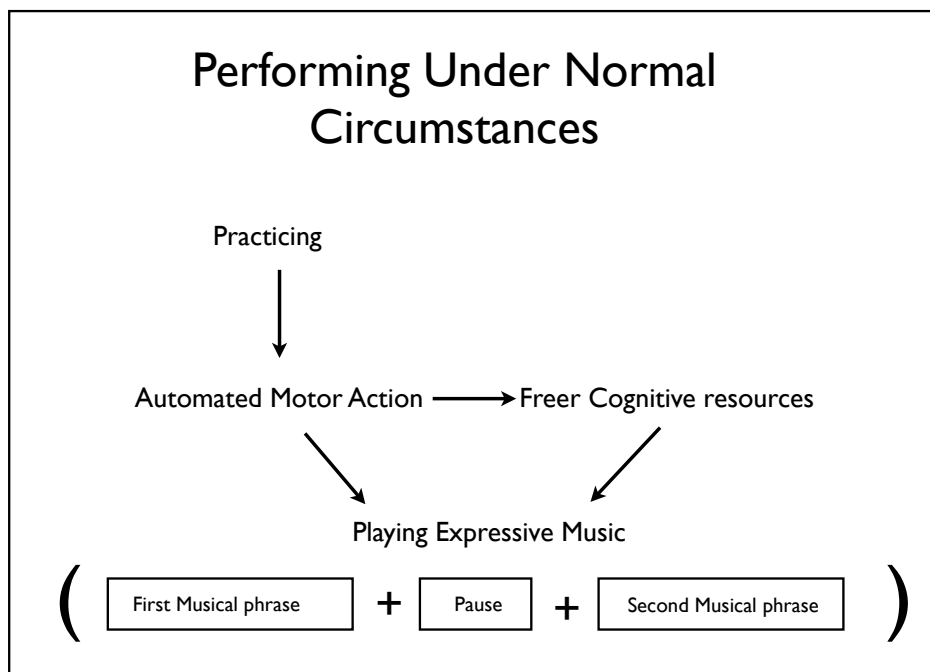 Performing Under Normal
Circumstances
Practicing
Automated Motor Action Freer Cognitive resources
Playing Expressive Music
( First Musical phrase + Pause + Second Musical phrase )